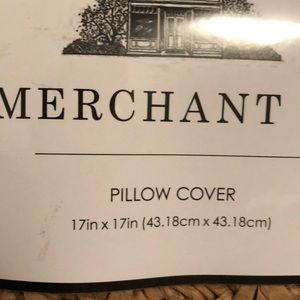 MERCHANT
PILLOW COVER
17in x 17in (43.18cm x 43.18cm)